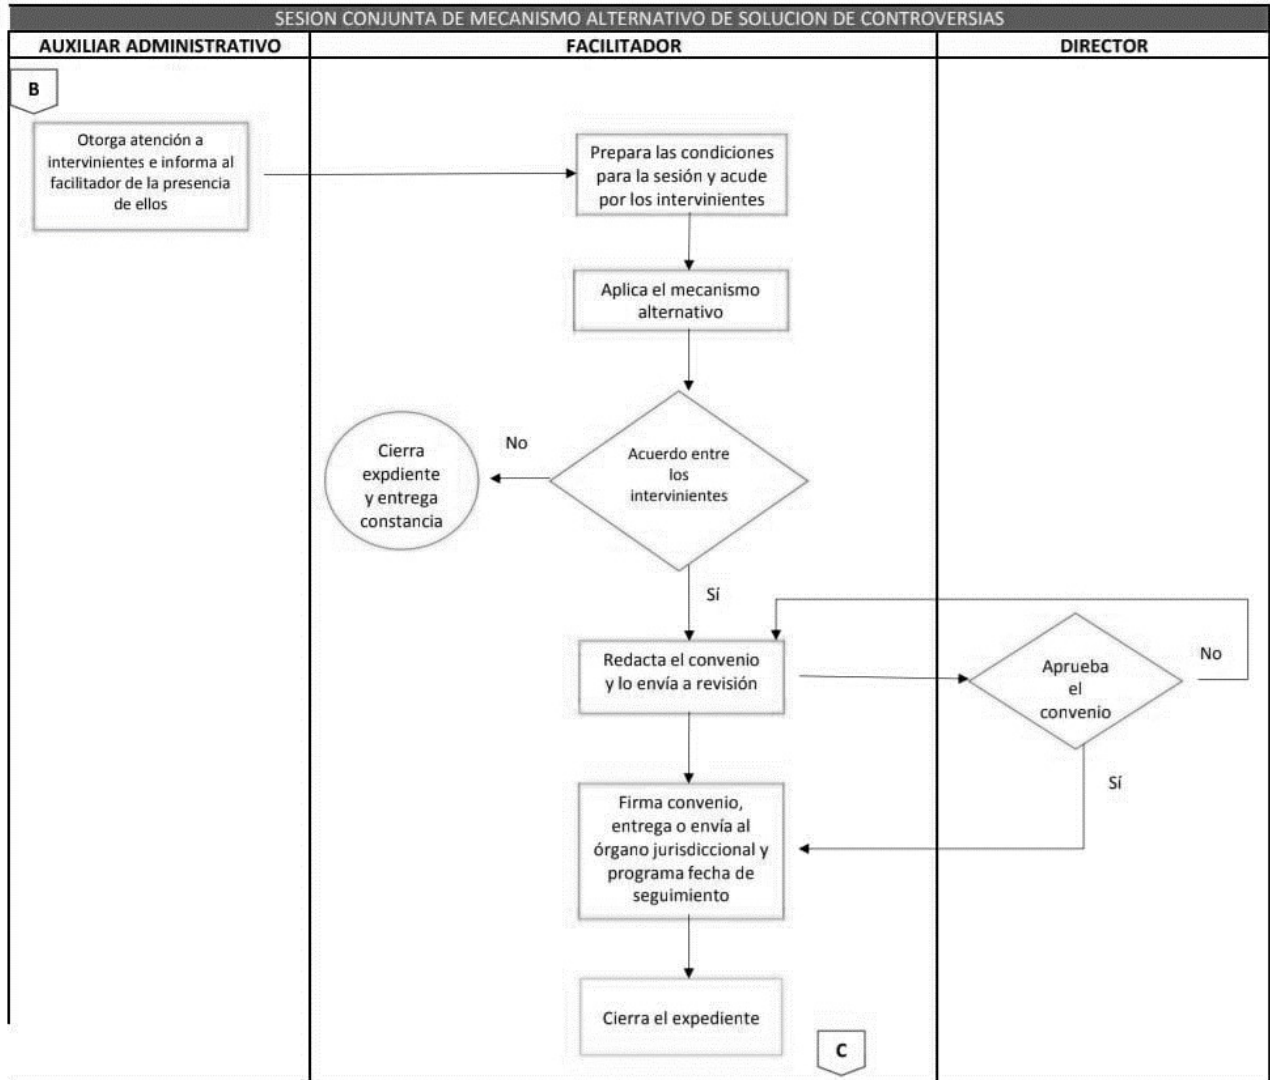 SESION CONJUNTA DE MECANISMO ALTERNATIVO DE SOLUCION DE CONTROVERSIAS
AUXILIAR ADMINISTRATIVO
FACILITADOR
DIRECTOR
B
Otorga atención a
intervinientes e informa al
facilitador de la presencia
de ellos
Prepara las condiciones
para la sesión y acude
por los intervinientes
Aplica el mecanismo
alternativo
Acuerdo entre
los
intervinientes
No
Cierra
expdiente
y entrega
constancia
Sí
Redacta el convenio
y lo envía a revisión
Aprueba
el
convenio
No
Sí
Firma convenio,
entrega o envía al
órgano jurisdiccional y
programa fecha de
seguimiento
Cierra el expediente
C